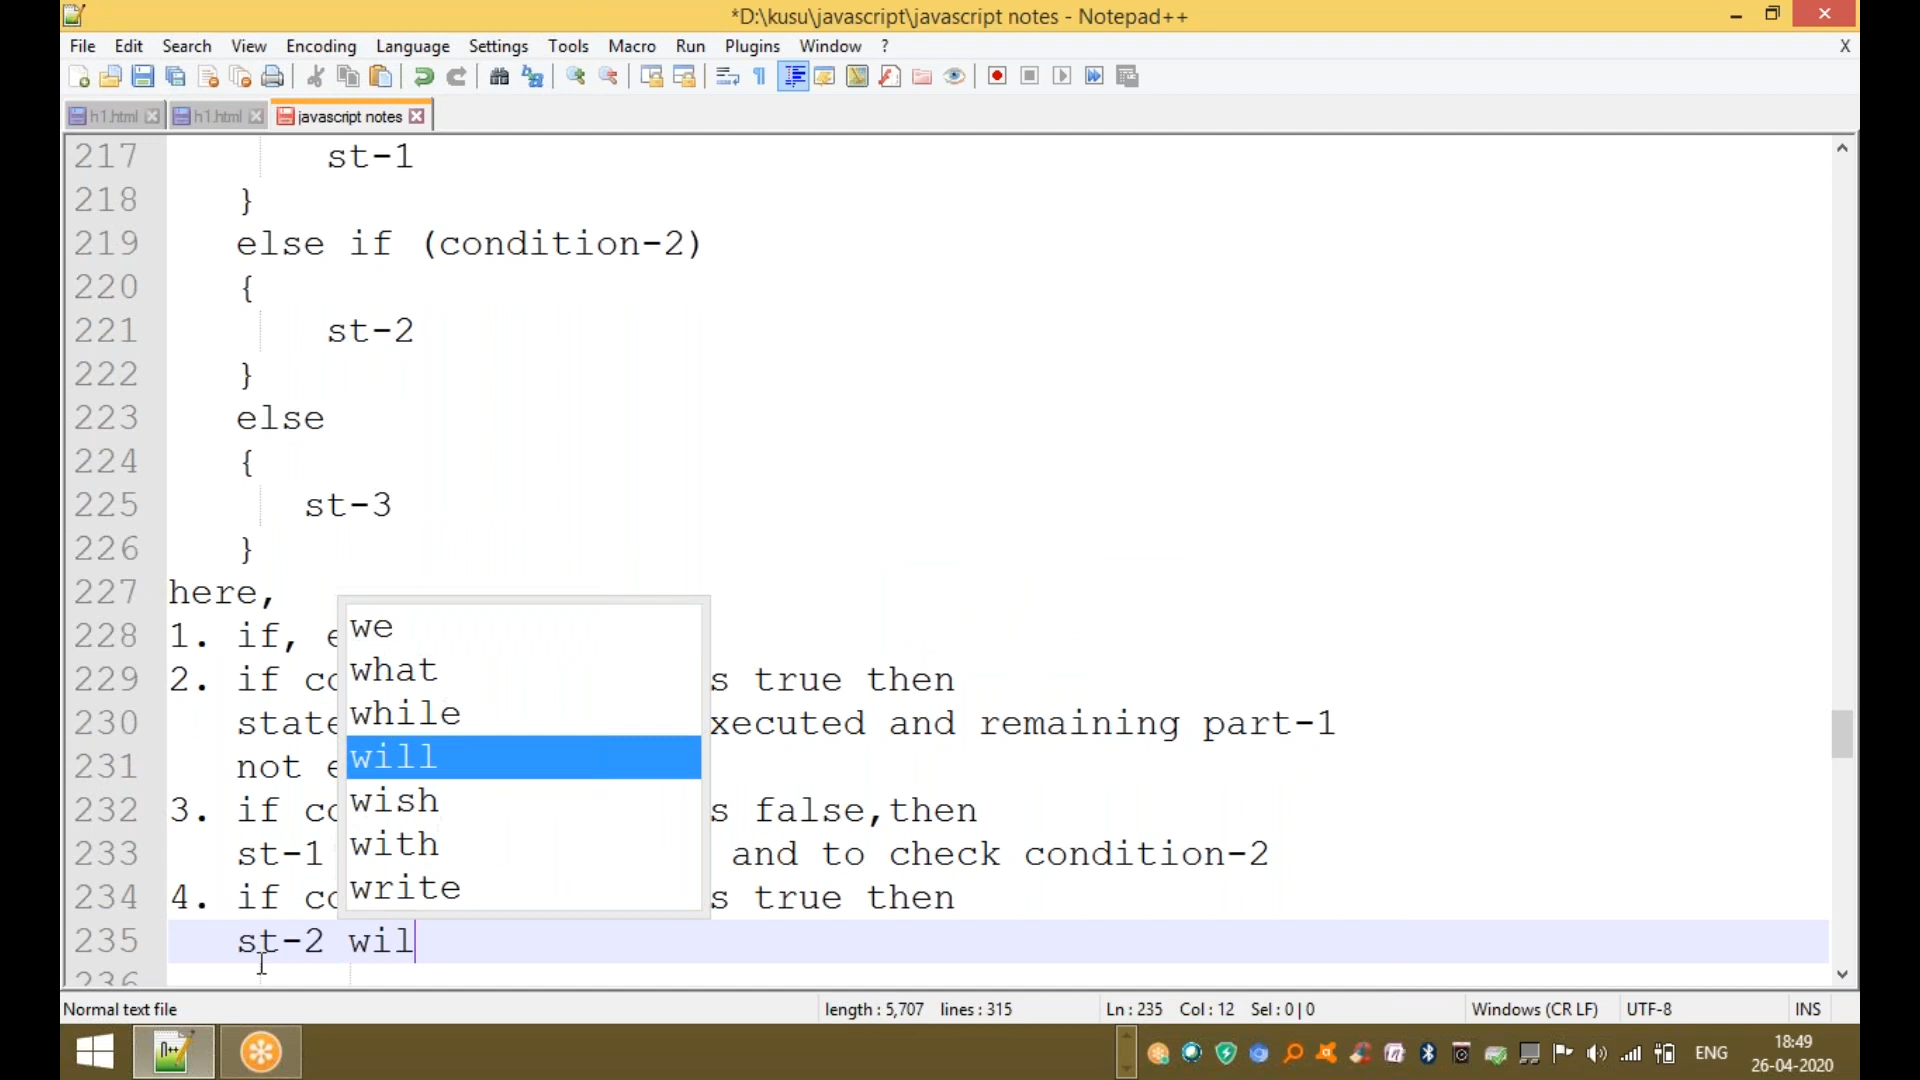 *D:\kusu\javascript\javascript notes - Notepad++
File Edit Search View Encoding Language Settings Tools Macro Run Plugins Window ? X
h1.html h1.html javascript notes
217 st-1
218 }
219 else if (condition-2)
220 {
221 st-2
222 }
223 else
224 {
225 st-3
226 }
227 here,
228 1. if, e
229 2. if co s true then
230 state xecuted and remaining part-1
231 not e
232 3. if co s false,then
233 st-1 and to check condition-2
234 4. if co s true then
235 st-2 wil
236
we
what
while
will
wish
with
write
Normal text file length : 5,707 lines : 315 Ln : 235 Col : 12 Sel : 0 | 0 Windows (CR LF) UTF-8 INS
ENG
18:49
26-04-2020